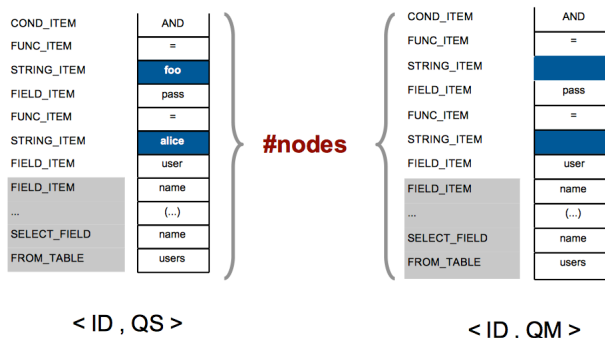 COND_ITEM AND
FUNC_ITEM =
STRING_ITEM foo
FIELD_ITEM pass
FUNC_ITEM =
STRING_ITEM alice
FIELD_ITEM user
FIELD_ITEM name
... (...)
SELECT_FIELD name
FROM_TABLE users
< ID , QS >
#nodes
COND_ITEM AND
FUNC_ITEM =
STRING_ITEM
FIELD_ITEM pass
FUNC_ITEM =
STRING_ITEM
FIELD_ITEM user
FIELD_ITEM name
... (...)
SELECT_FIELD name
FROM_TABLE users
< ID , QM >